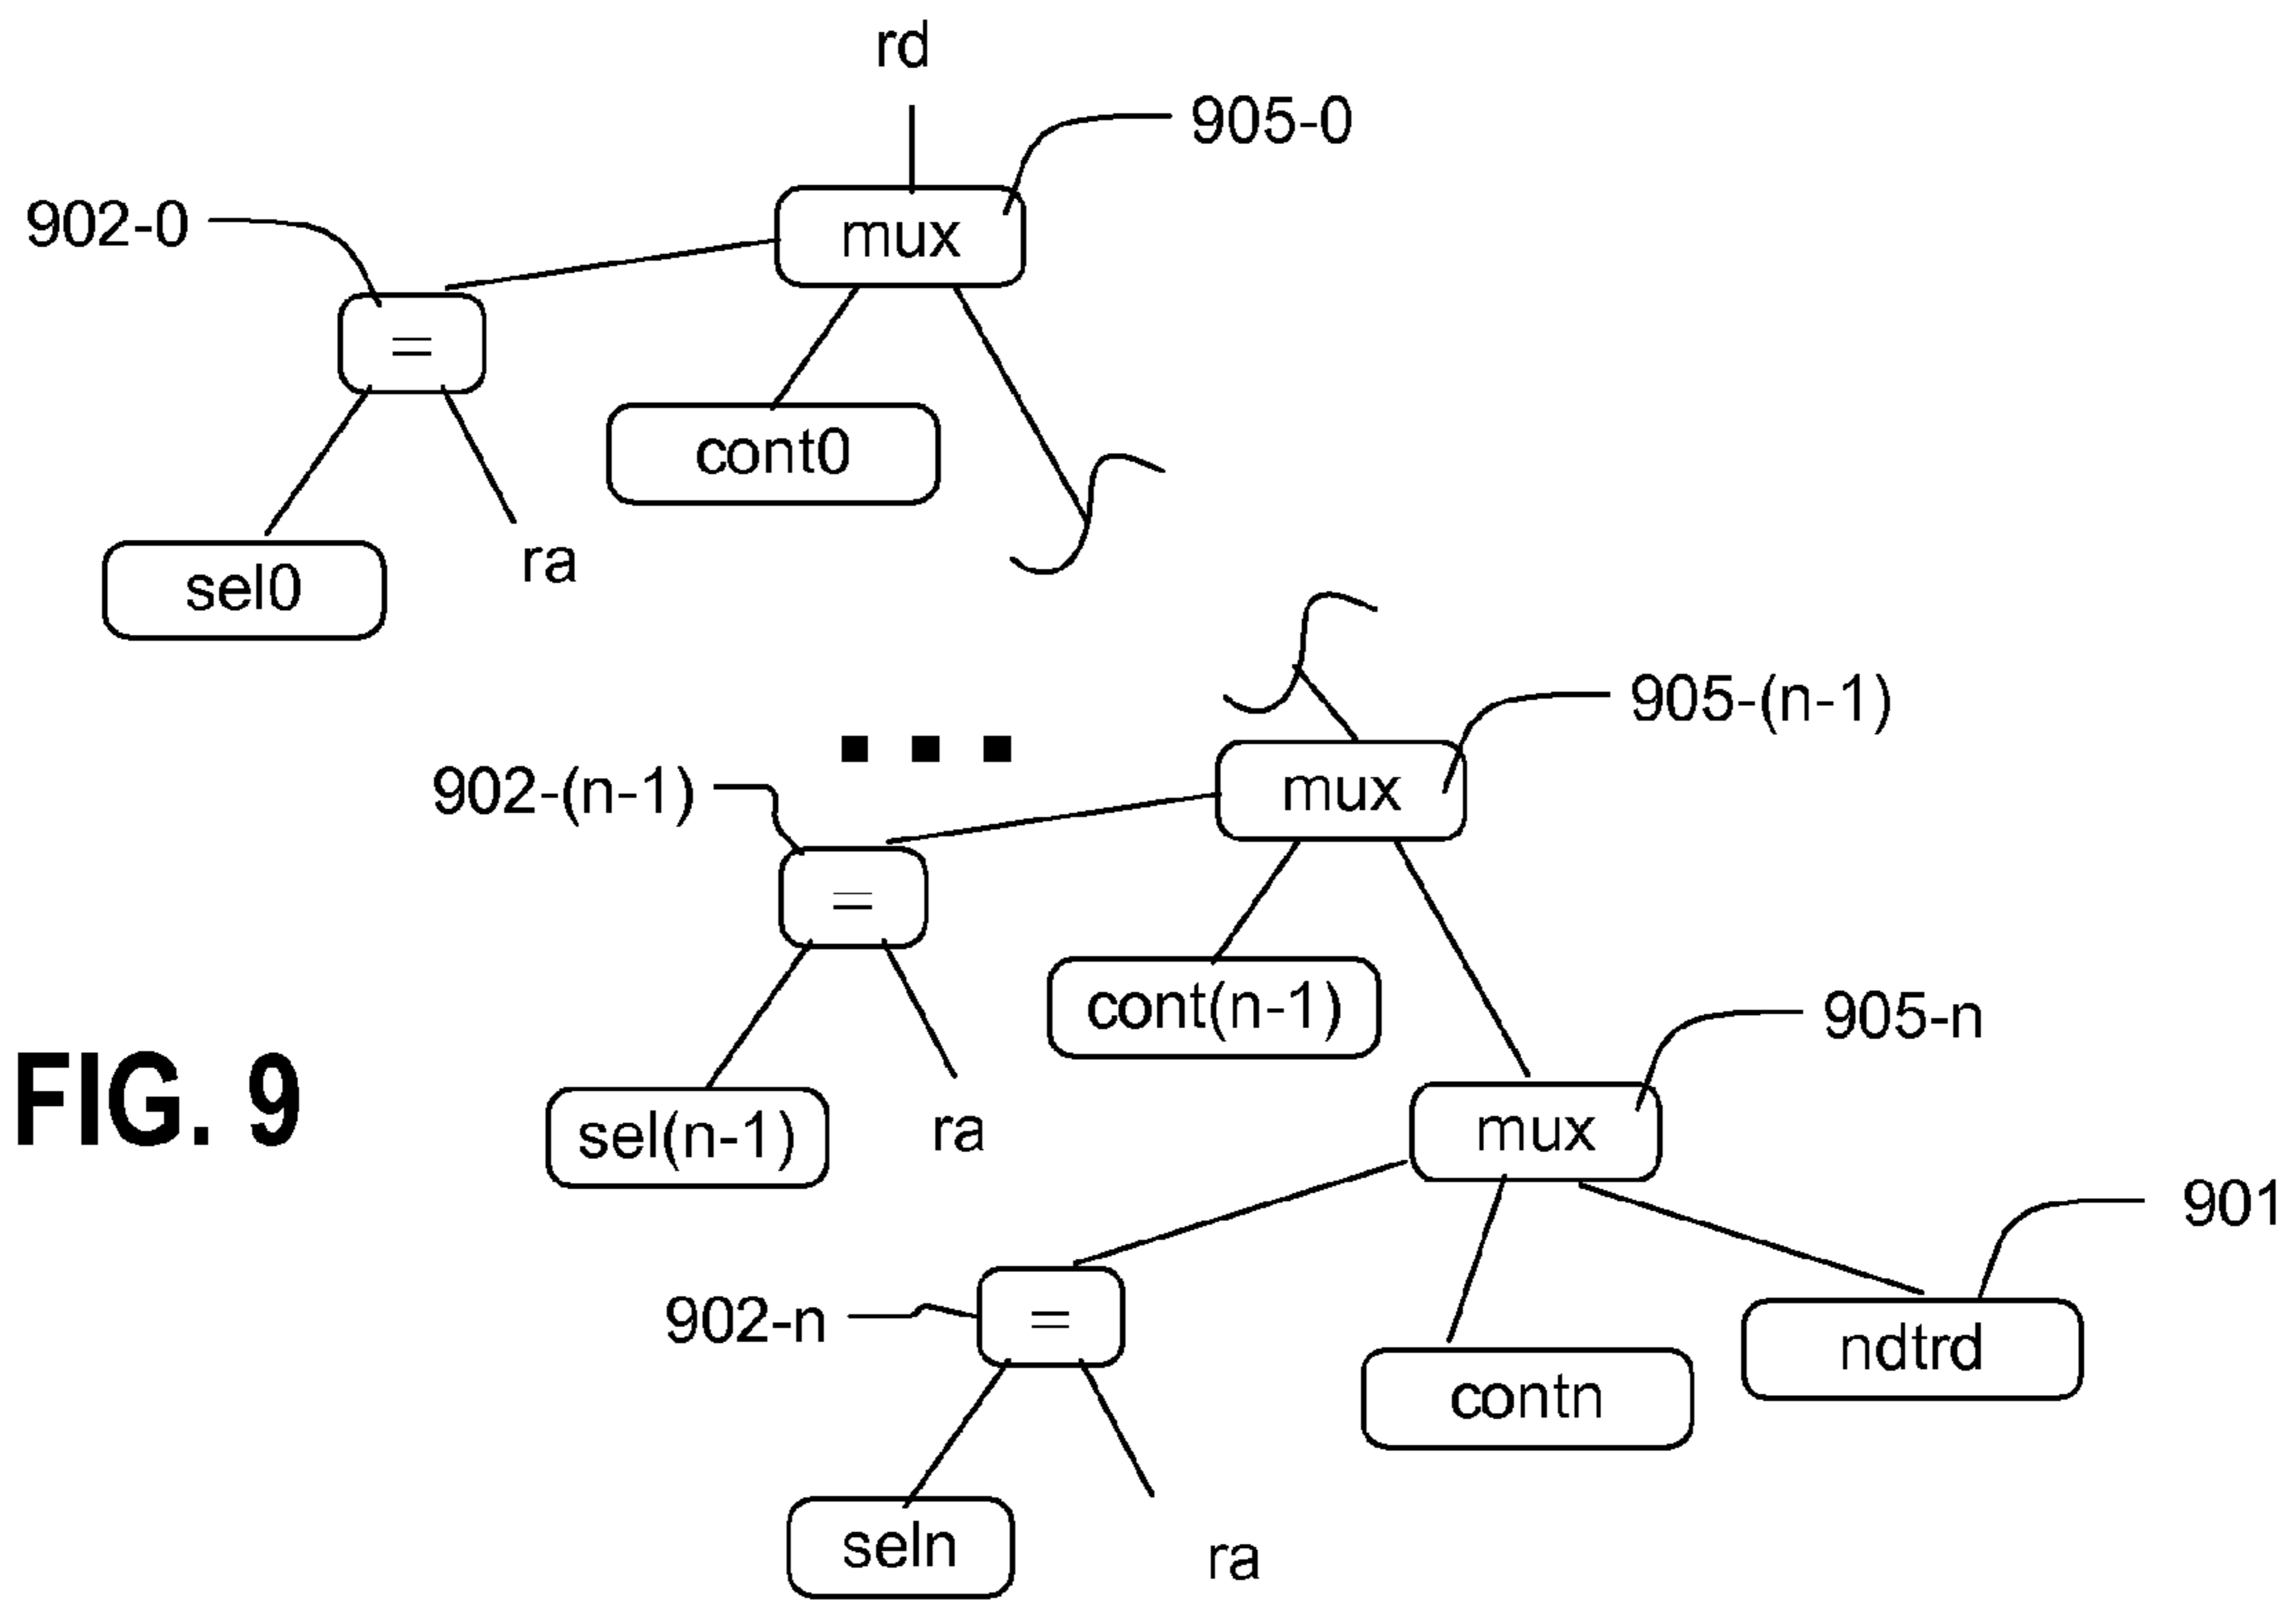 rd
905-0
902-0
mux
=
cont0
sel0
ra
905-(n-1)
902-(n-1)
mux
=
cont(n-1)
905-n
FIG. 9
sel(n-1)
ra
mux
901
902-n
=
ndtrd
contn
seln
ra